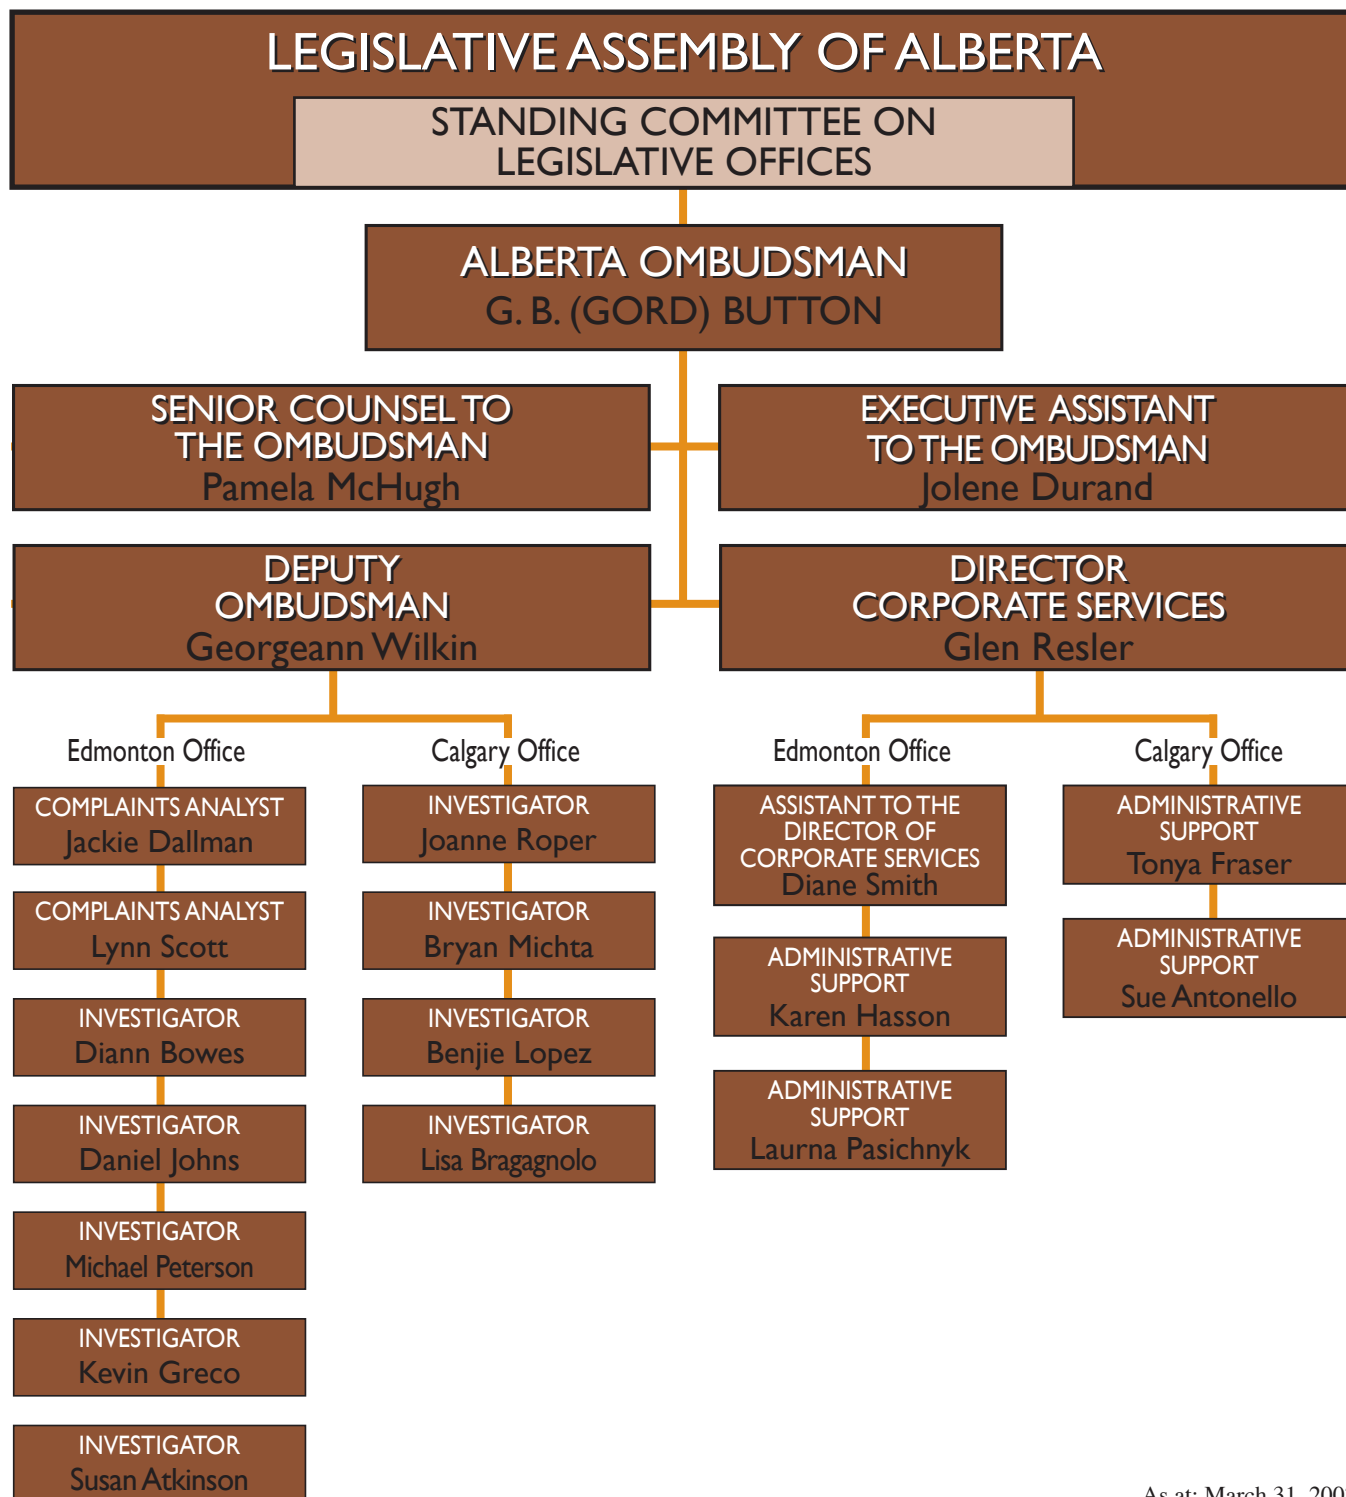 LEGISLATIVE ASSEMBLY OF ALBERTA
STANDING COMMITTEE ON
LEGISLATIVE OFFICES
ALBERTA OMBUDSMAN
G. B. (GORD) BUTTON
SENIOR COUNSEL TO
THE OMBUDSMAN
Pamela McHugh
EXECUTIVE ASSISTANT
TO THE OMBUDSMAN
Jolene Durand
DEPUTY
OMBUDSMAN
Georgeann Wilkin
DIRECTOR
CORPORATE SERVICES
Glen Resler
Edmonton Office
COMPLAINTS ANALYST
Jackie Dallman
COMPLAINTS ANALYST
Lynn Scott
INVESTIGATOR
Diann Bowes
INVESTIGATOR
Daniel Johns
INVESTIGATOR
Michael Peterson
INVESTIGATOR
Kevin Greco
INVESTIGATOR
Susan Atkinson
Calgary Office
INVESTIGATOR
Joanne Roper
INVESTIGATOR
Bryan Michta
INVESTIGATOR
Benjie Lopez
INVESTIGATOR
Lisa Bragagnolo
Edmonton Office
ASSISTANT TO THE
DIRECTOR OF
CORPORATE SERVICES
Diane Smith
ADMINISTRATIVE
SUPPORT
Karen Hasson
ADMINISTRATIVE
SUPPORT
Laurna Pasichnyk
Calgary Office
ADMINISTRATIVE
SUPPORT
Tonya Fraser
ADMINISTRATIVE
SUPPORT
Sue Antonello
As at: March 31,